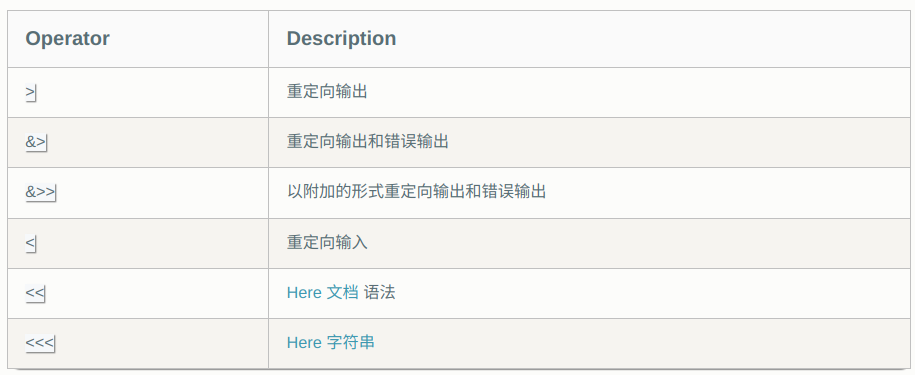 Operator Description
> 重定向输出
&> 重定向输出和错误输出
&>> 以附加的形式重定向输出和错误输出
< 重定向输入
<< Here 文档 语法
<<< Here 字符串